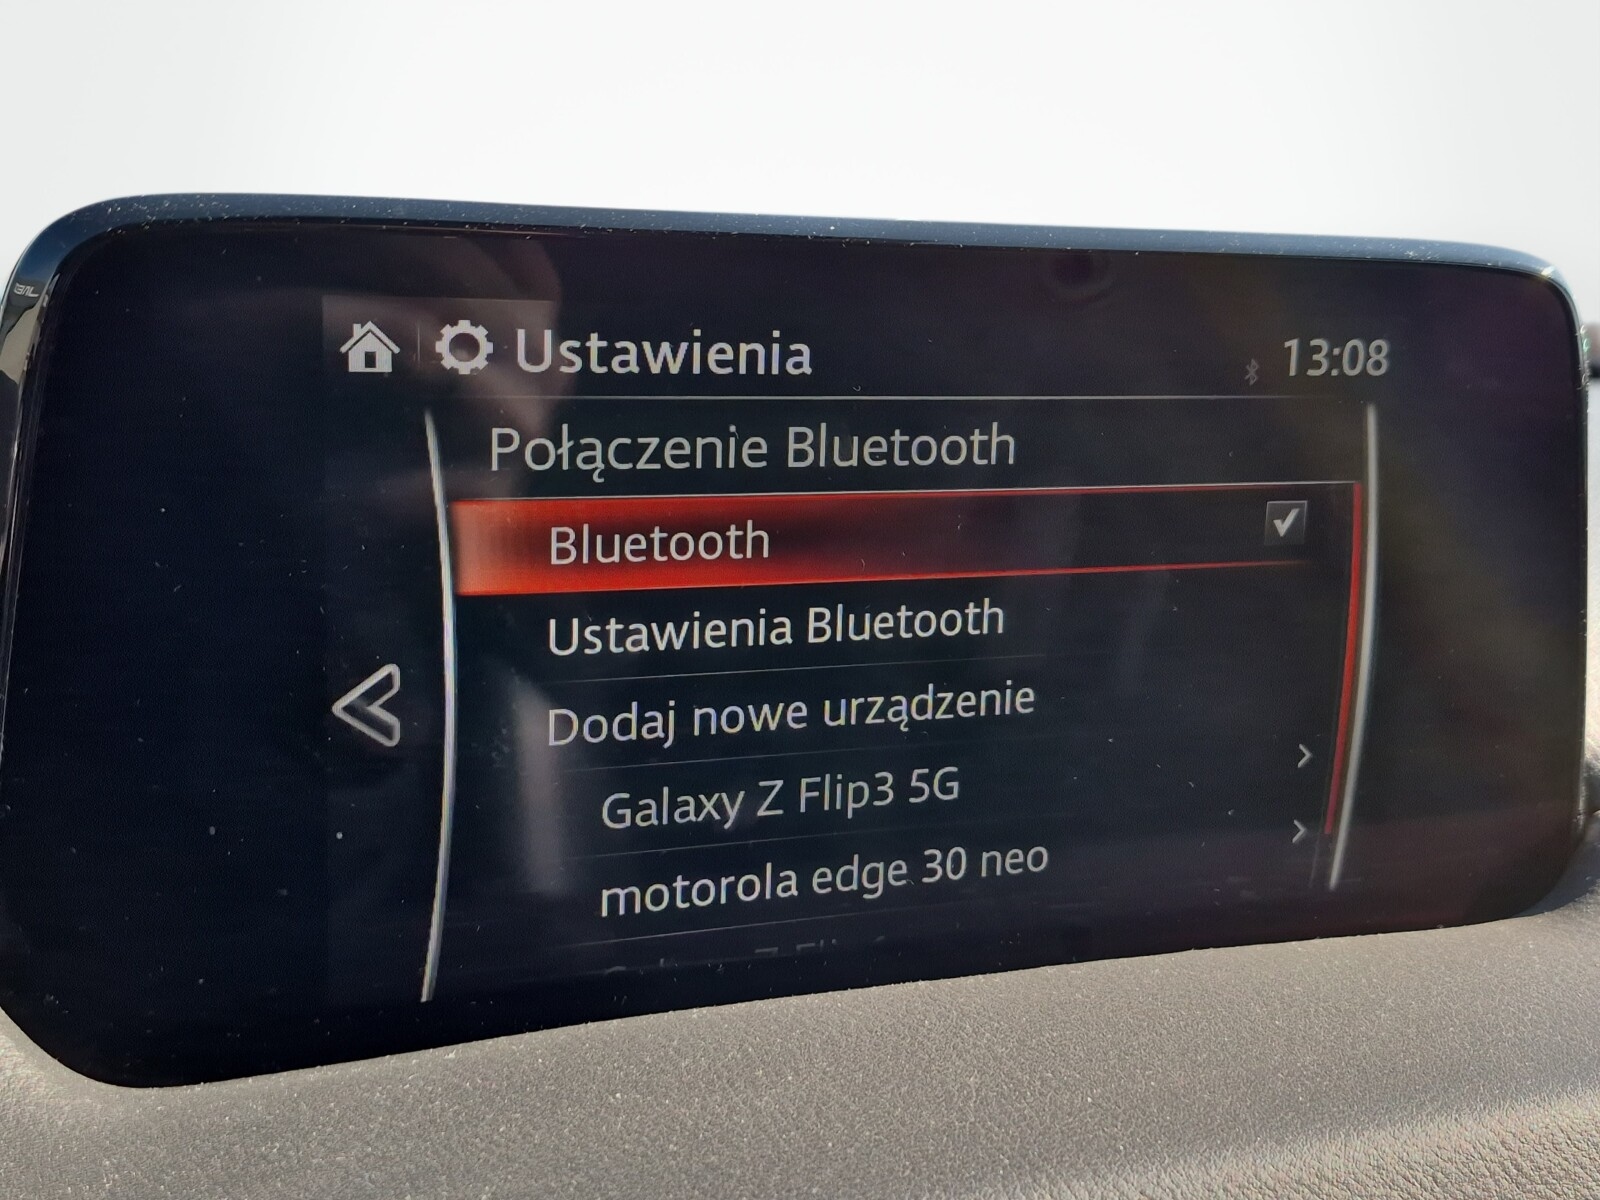 Ustawienia 13:08
Połączenie Bluetooth
Bluetooth
Ustawienia Bluetooth
Dodaj nowe urządzenie
Galaxy Z Flip3 5G
motorola edge 30 neo